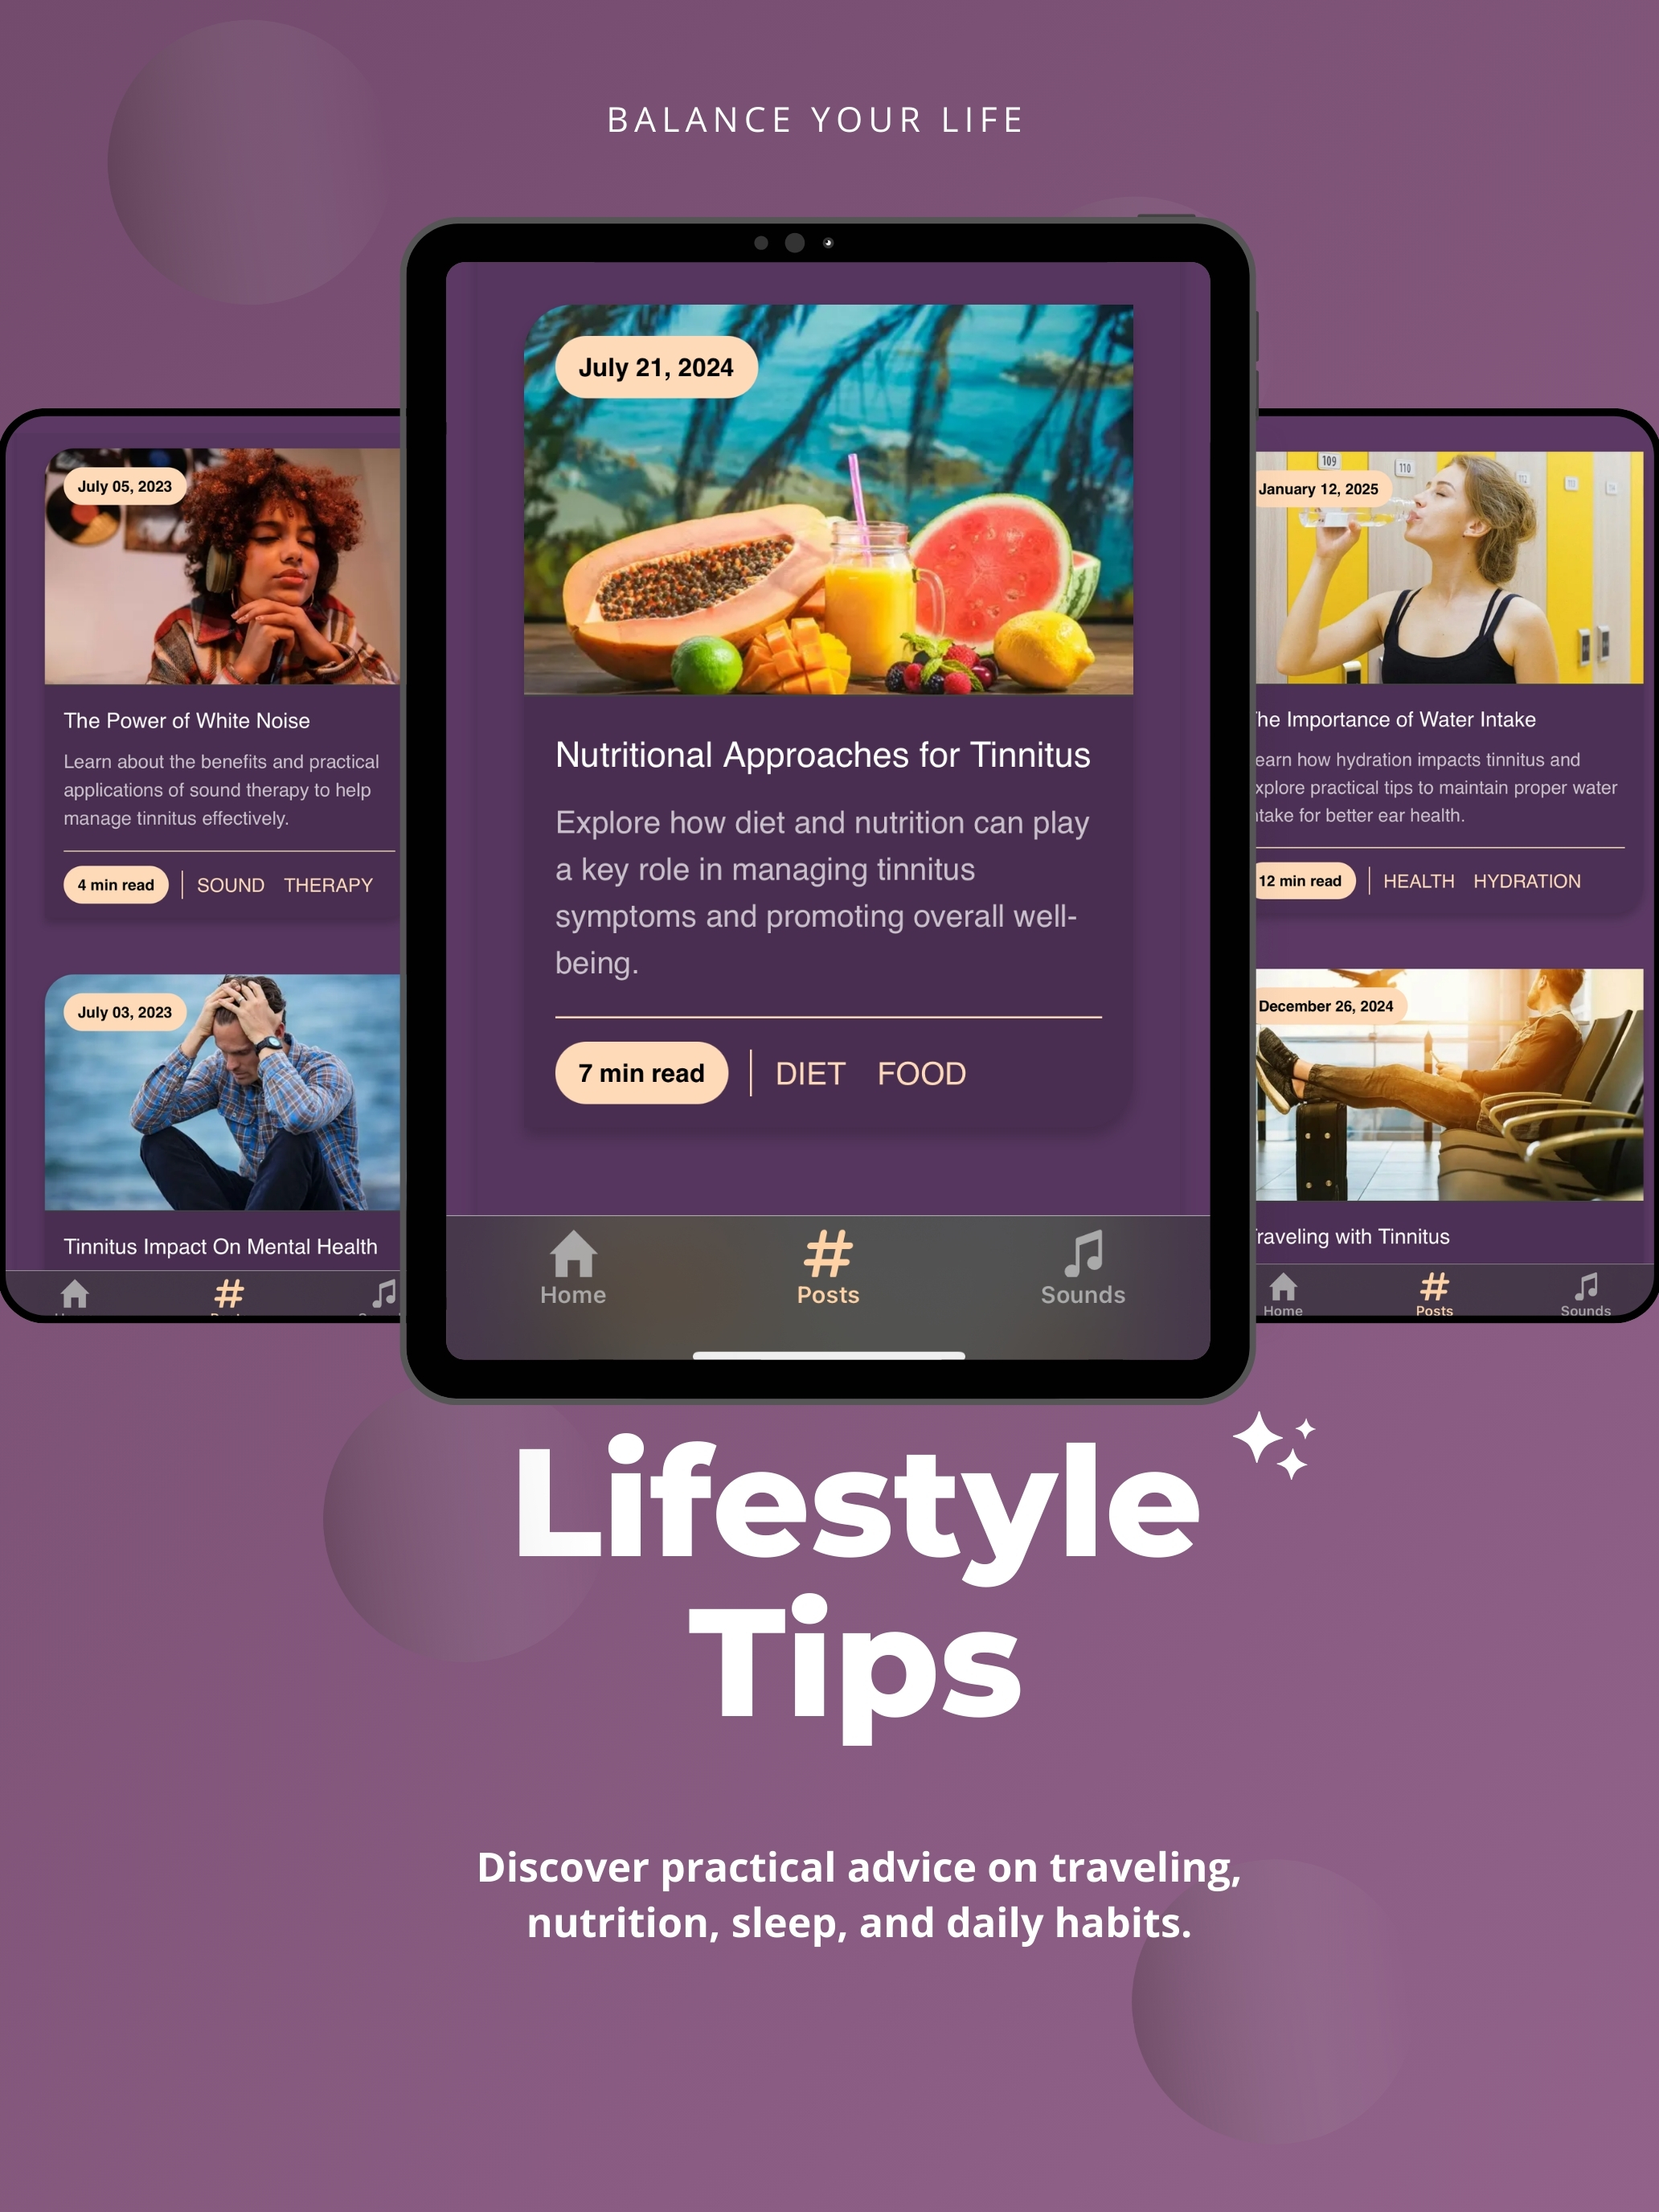 BALANCE YOUR LIFE
July 05, 2023
The Power of White Noise
Learn about the benefits and practical
applications of sound therapy to help
manage tinnitus effectively.
4 min read
SOUND THERAPY
July 03, 2023
Tinnitus Impact On Mental Health
July 21, 2024
Nutritional Approaches for Tinnitus
Explore how diet and nutrition can play
a key role in managing tinnitus
symptoms and promoting overall well-
being.
7 min read
DIET FOOD
Home
Posts
Sounds
109
110
January 12, 2025
he Importance of Water Intake
earn how hydration impacts tinnitus and
xplore practical tips to maintain proper water
ntake for better ear health.
12 min read
HEALTH HYDRATION
December 26, 2024
raveling with Tinnitus
Home
Posts
Sounds
Lifestyle
Tips
Discover practical advice on traveling,
nutrition, sleep, and daily habits.